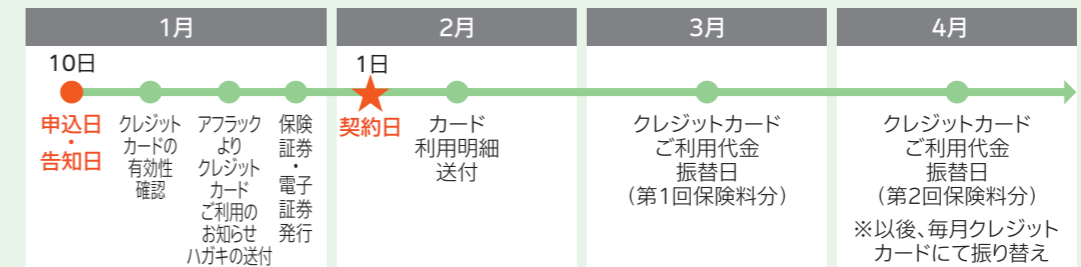 1月
2月
3月
4月
10日
1日
申込日
・
告知日
クレジット
カードの
有効性
確認
アフラック
より
クレジット
カード
ご利用の
お知らせ
ハガキの送付
保険
証券
・
電子
証券
発行
契約日
カード
利用明細
送付
クレジットカード
ご利用代金
振替日
（第1回保険料分）
クレジットカード
ご利用代金
振替日
（第2回保険料分）
※以後、毎月クレジット
カードにて振り替え